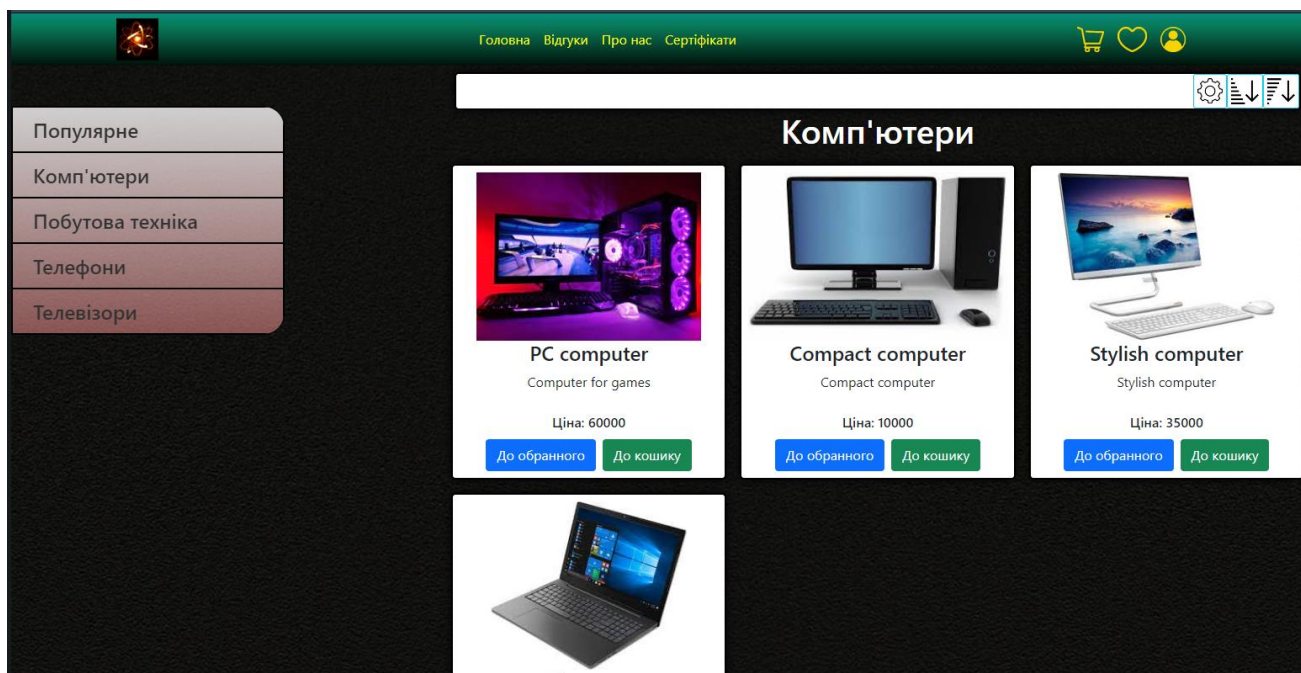 Головна Відгуки Про нас Сертіфікати
Популярне
Комп'ютери
Побутова техніка
Телефони
Телевізори
Комп'ютери
PC computer
Computer for games
Ціна: 60000
До обранного До кошику
Compact computer
Compact computer
Ціна: 10000
До обранного До кошику
Stylish computer
Stylish computer
Ціна: 35000
До обранного До кошику